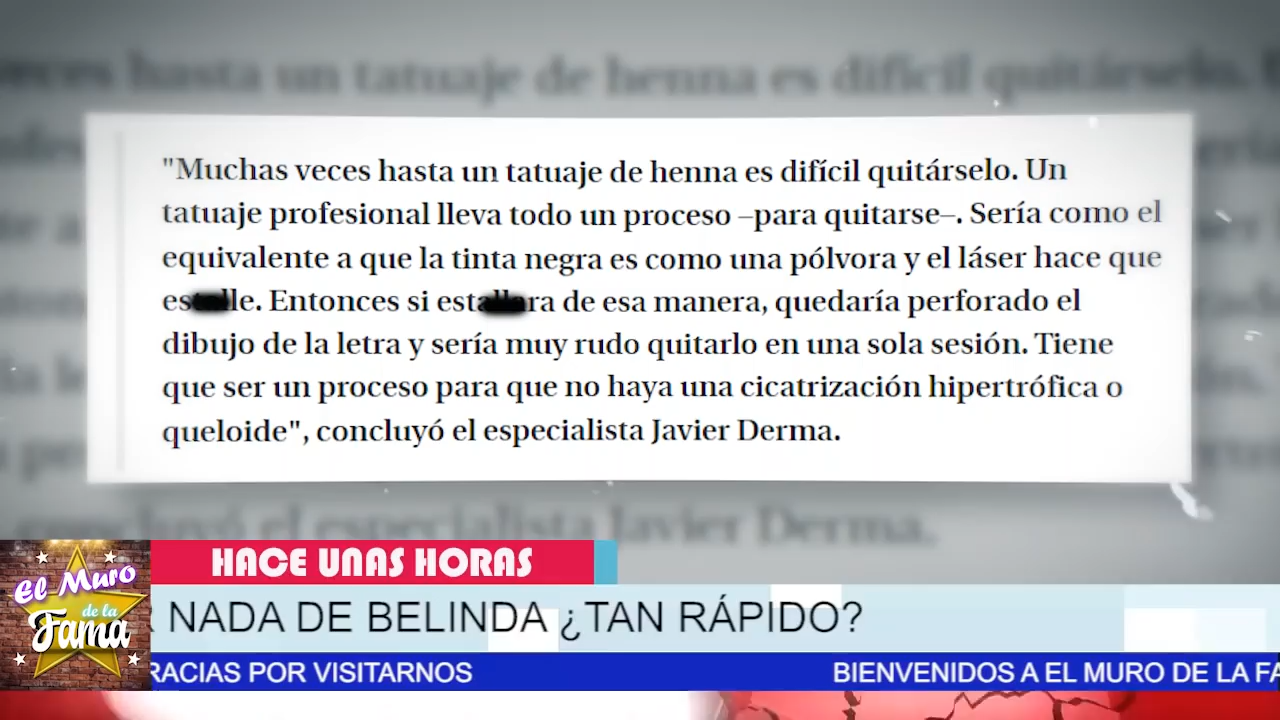 "Muchas veces hasta un tatuaje de henna es difícil quitárselo. Un
tatuaje profesional lleva todo un proceso –para quitarse–. Sería como el
equivalente a que la tinta negra es como una pólvora y el láser hace que
estalle. Entonces si estallara de esa manera, quedaría perforado el
dibujo de la letra y sería muy rudo quitarlo en una sola sesión. Tiene
que ser un proceso para que no haya una cicatrización hipertrófica o
queloide", concluyó el especialista Javier Derma.
HACE UNAS HORAS
El Muro
de la
Fama
NADA DE BELINDA ¿TAN RÁPIDO?
RACIAS POR VISITARNOS
BIENVENIDOS A EL MURO DE LA FA